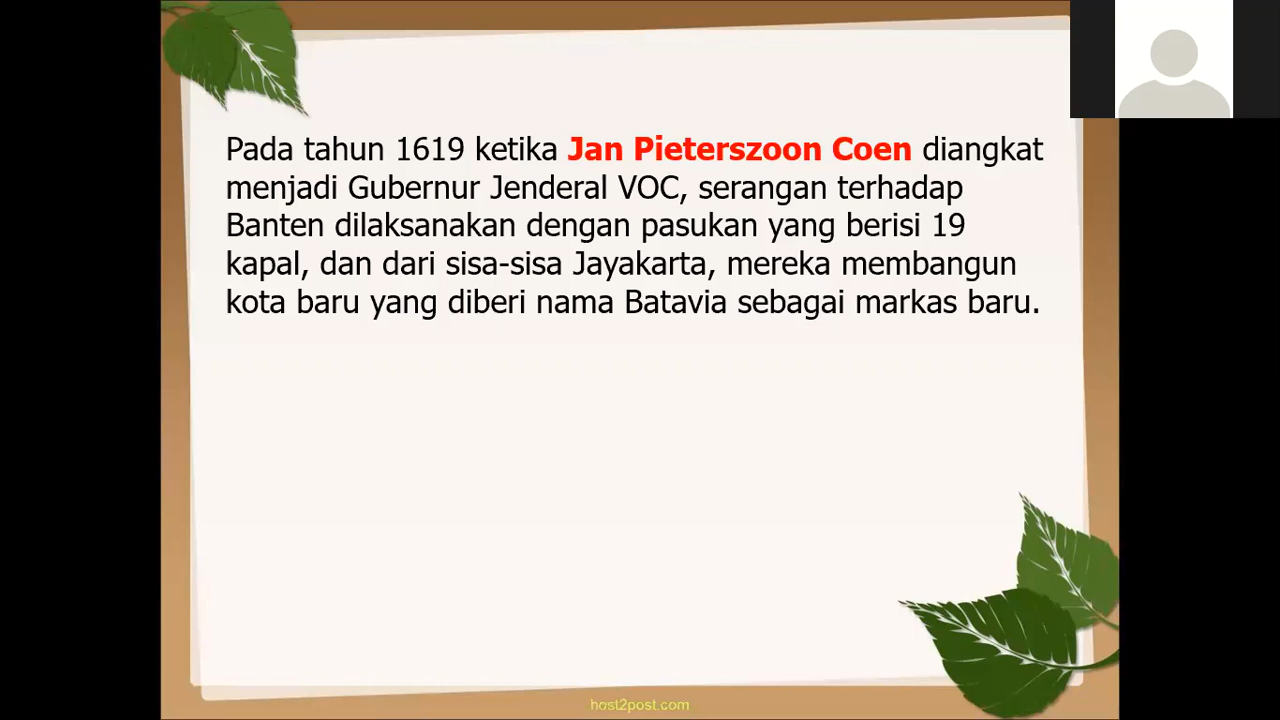 Pada tahun 1619 ketika Jan Pieterszoon Coen diangkat
menjadi Gubernur Jenderal VOC, serangan terhadap
Banten dilaksanakan dengan pasukan yang berisi 19
kapal, dan dari sisa-sisa Jayakarta, mereka membangun
kota baru yang diberi nama Batavia sebagai markas baru.
host2post.com